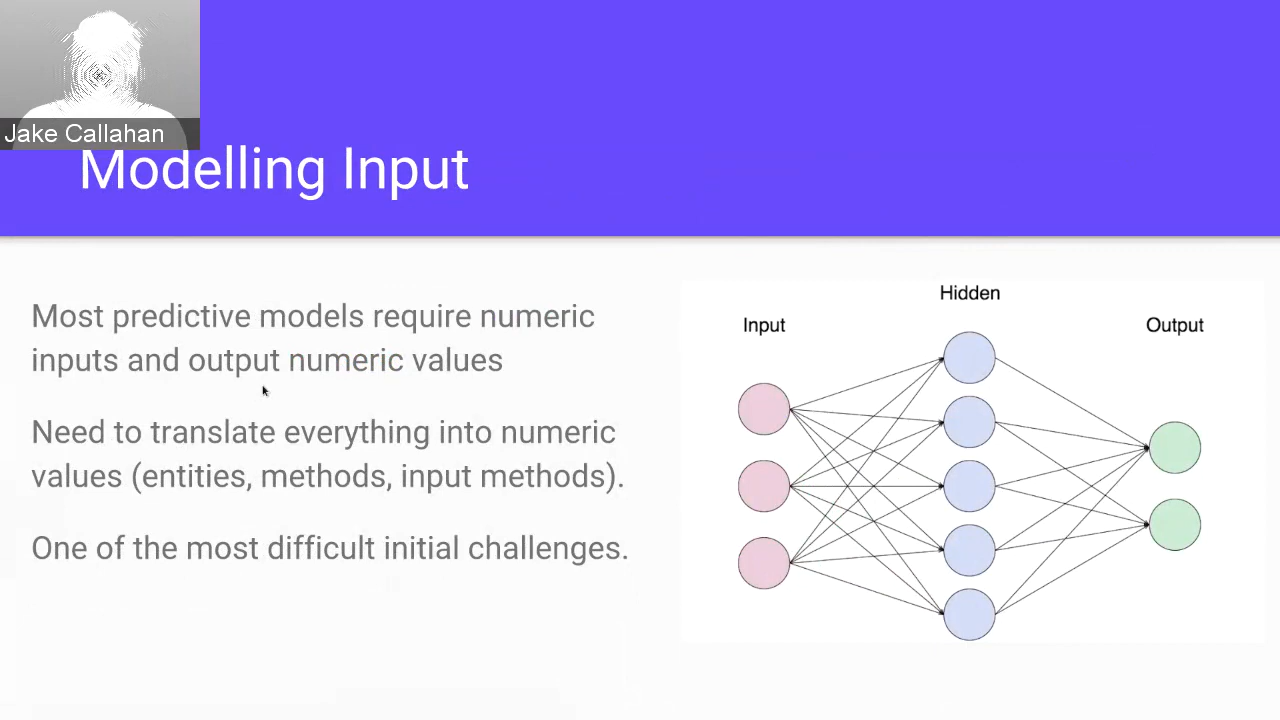 Jake Callahan
Modelling Input
Most predictive models require numeric
inputs and output numeric values
Need to translate everything into numeric
values (entities, methods, input methods).
One of the most difficult initial challenges.
Hidden
Input
Output